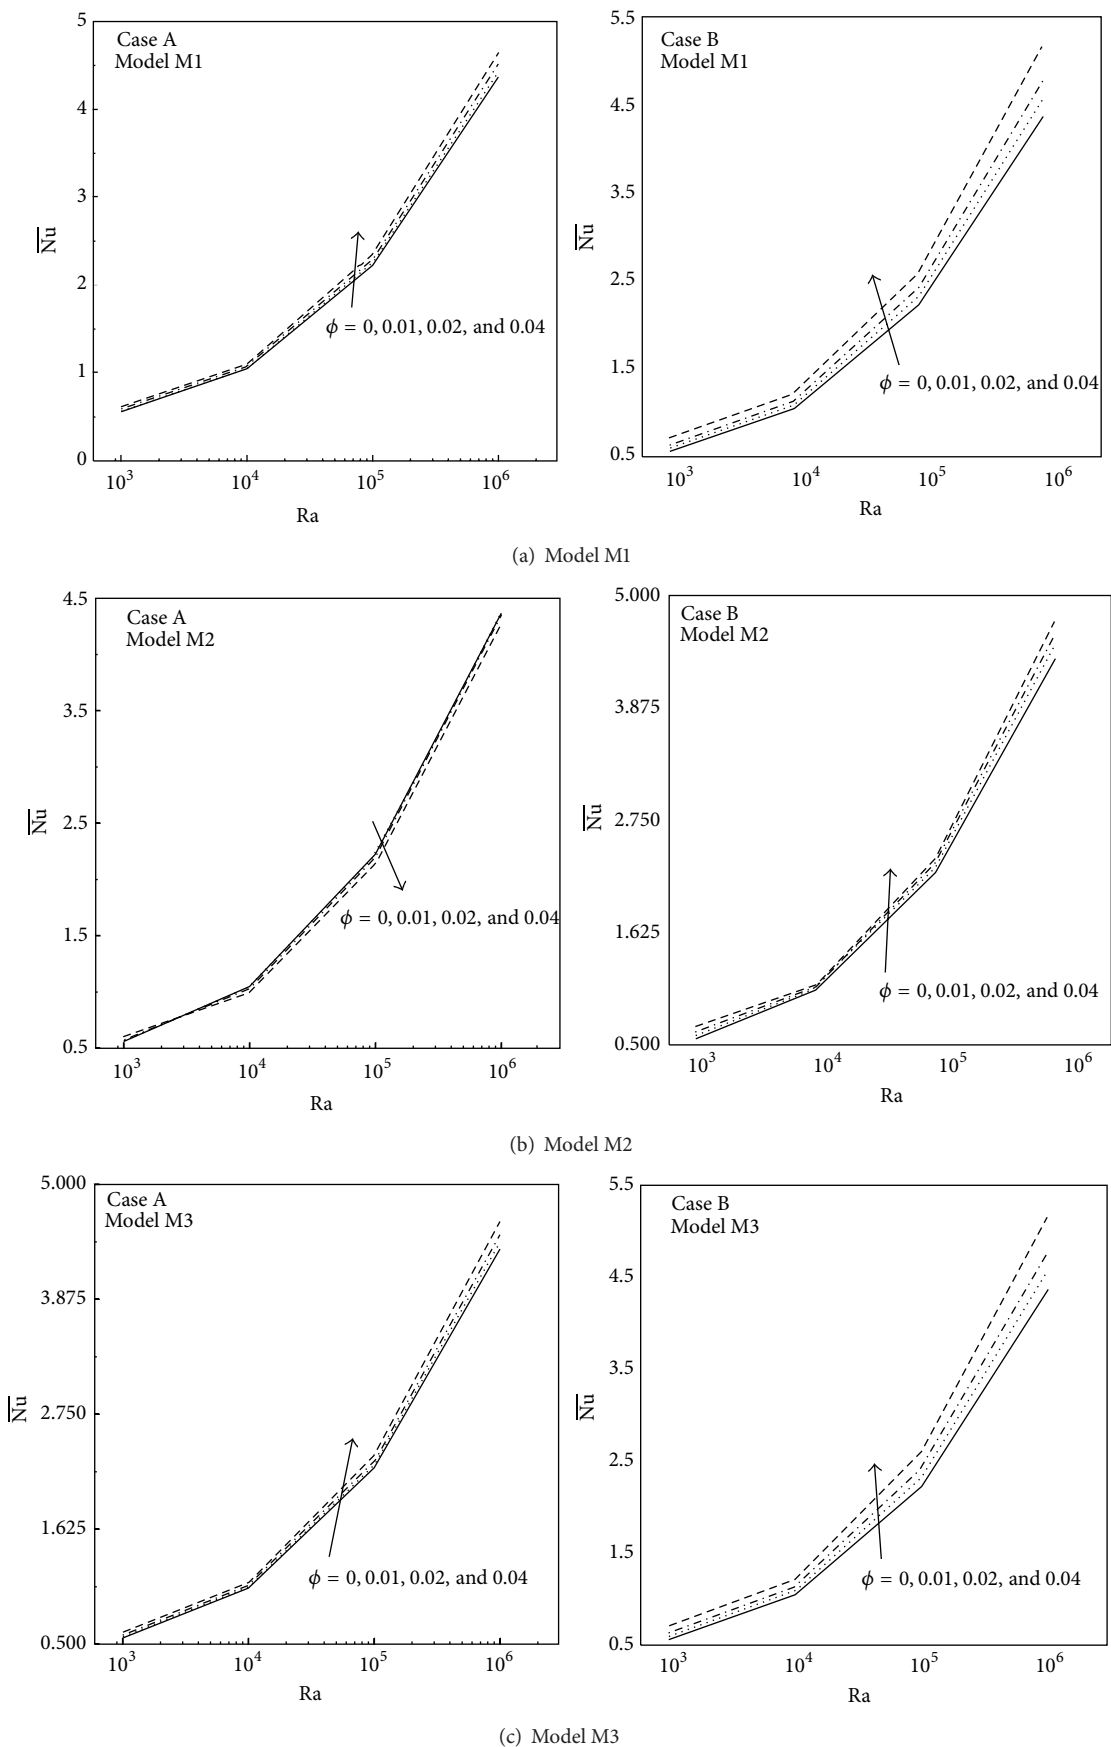 Case A
Model M1
5
4
3
2
1
0
N̅u̅
ϕ = 0, 0.01, 0.02, and 0.04
10³ 10⁴ 10⁵ 10⁶
Ra
Case B
Model M1
5.5
4.5
3.5
2.5
1.5
0.5
N̅u̅
ϕ = 0, 0.01, 0.02, and 0.04
10³ 10⁴ 10⁵ 10⁶
Ra
(a) Model M1
Case A
Model M2
4.5
3.5
2.5
1.5
0.5
N̅u̅
ϕ = 0, 0.01, 0.02, and 0.04
10³ 10⁴ 10⁵ 10⁶
Ra
Case B
Model M2
5.000
3.875
2.750
1.625
0.500
N̅u̅
ϕ = 0, 0.01, 0.02, and 0.04
10³ 10⁴ 10⁵ 10⁶
Ra
(b) Model M2
Case A
Model M3
5.000
3.875
2.750
1.625
0.500
N̅u̅
ϕ = 0, 0.01, 0.02, and 0.04
10³ 10⁴ 10⁵ 10⁶
Ra
Case B
Model M3
5.5
4.5
3.5
2.5
1.5
0.5
N̅u̅
ϕ = 0, 0.01, 0.02, and 0.04
10³ 10⁴ 10⁵ 10⁶
Ra
(c) Model M3